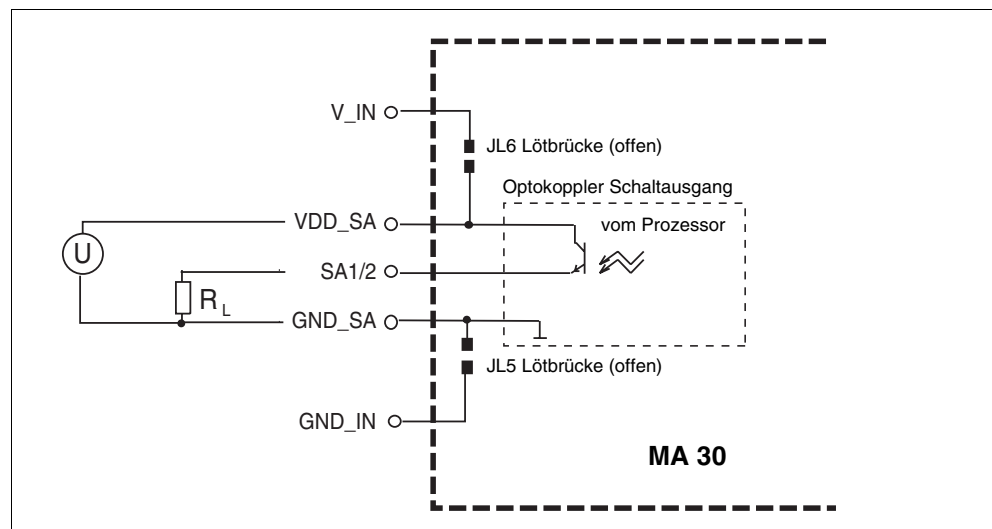 V_IN
JL6 Lötbrücke (offen)
Optokoppler Schaltausgang
vom Prozessor
VDD_SA
U
SA1/2
R L
GND_SA
JL5 Lötbrücke (offen)
GND_IN
MA 30